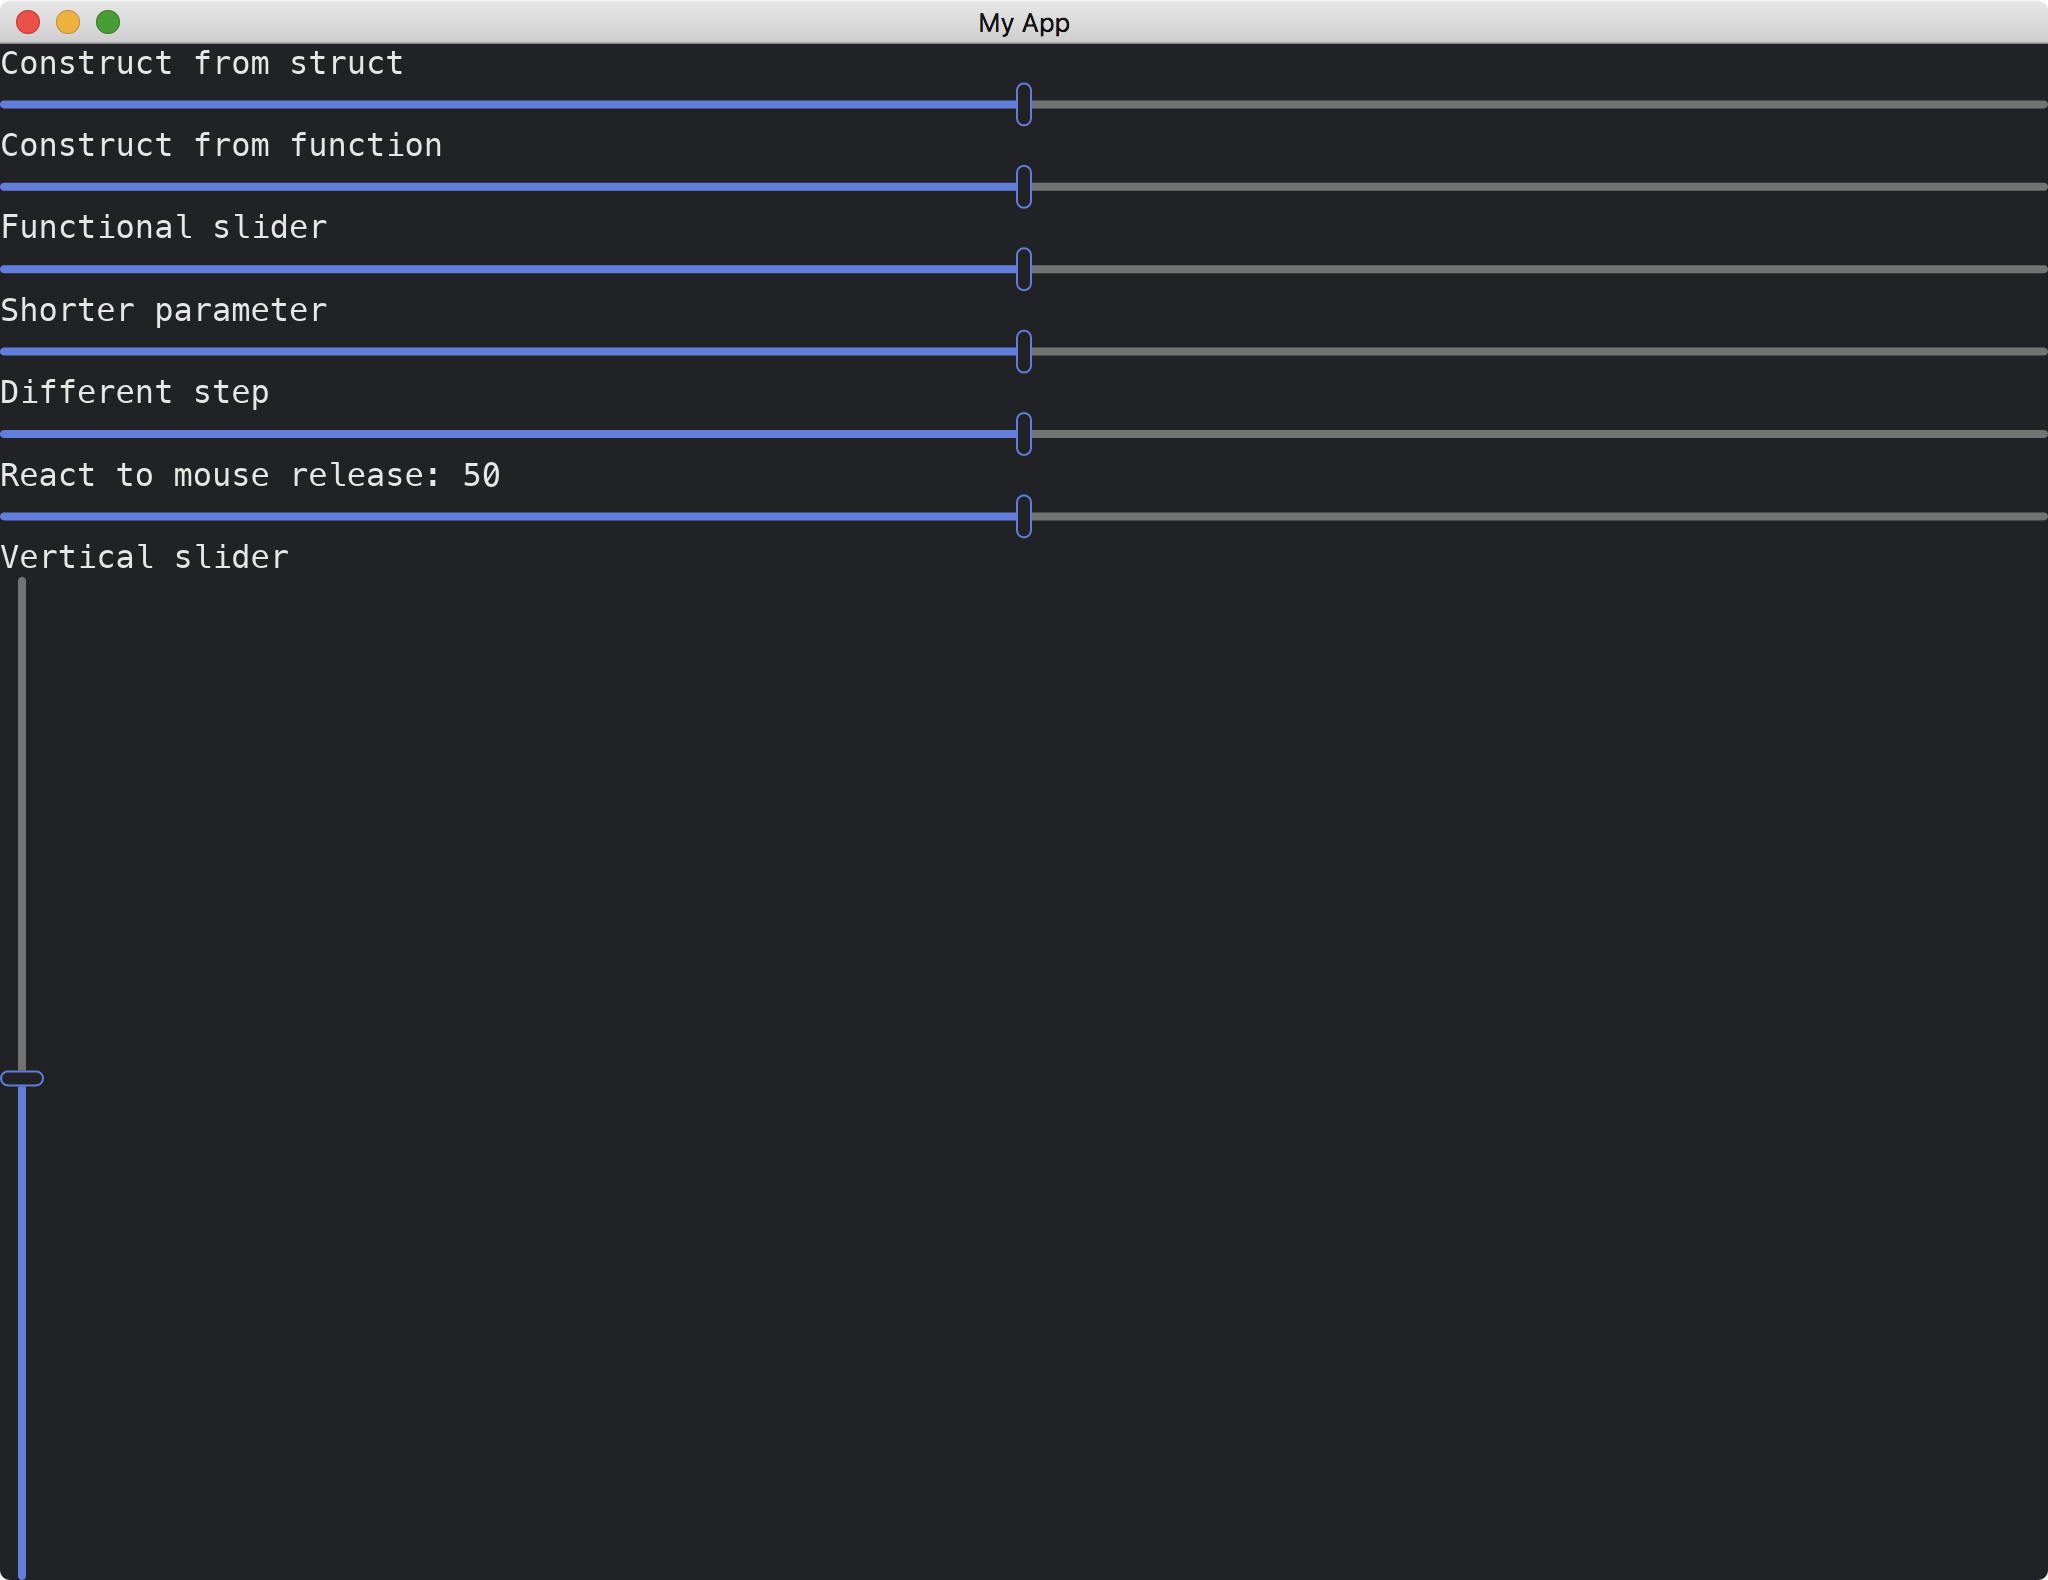 My App
Construct from struct
Construct from function
Functional slider
Shorter parameter
Different step
React to mouse release: 50
Vertical slider